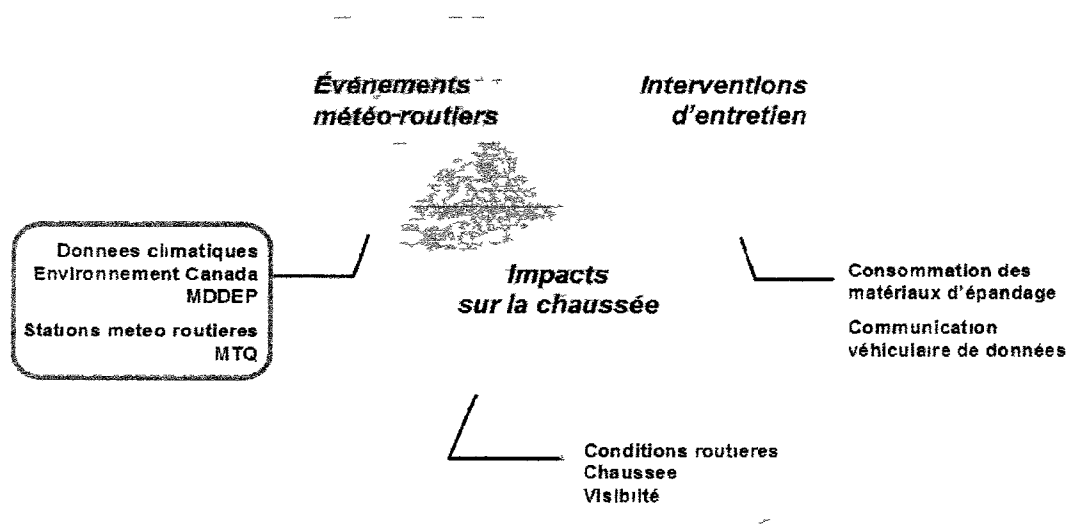 Événements
météo-routiers
Interventions
d'entretien
Donnees climatiques
Environnement Canada
MDDEP
Stations meteo routieres
MTQ
Impacts
sur la chaussée
Consommation des
matériaux d'épandage
Communication
véhiculaire de données
Conditions routieres
Chaussee
Visibilité